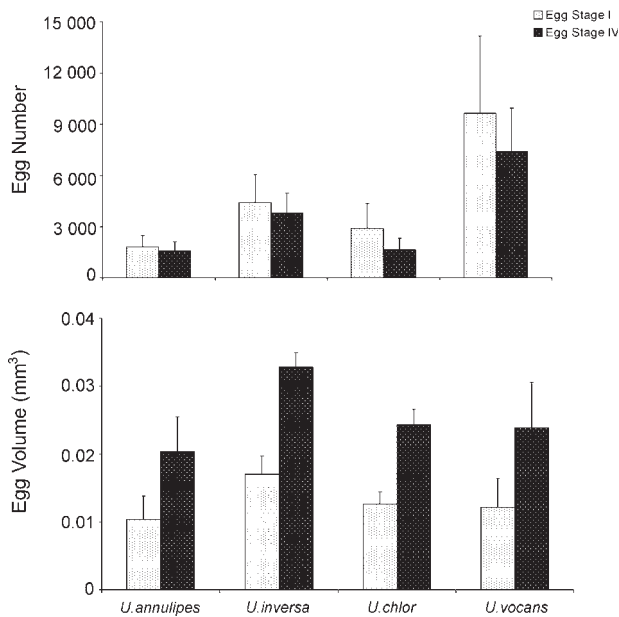 Egg Stage I
Egg Stage IV
Egg Number
15 000
12 000
9 000
6 000
3 000
0
Egg Volume (mm³)
0.04
0.03
0.02
0.01
0
U.annulipes U.inversa U.chlor U.vocans